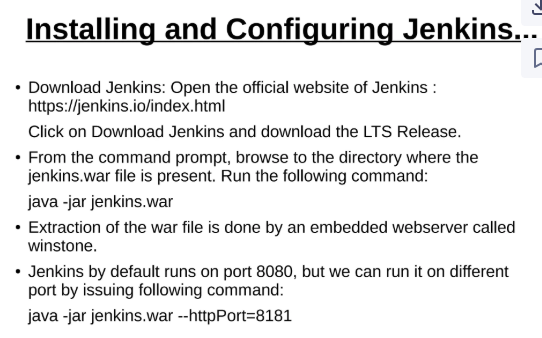 Installing and Configuring Jenkins...
• Download Jenkins: Open the official website of Jenkins :
https://jenkins.io/index.html
Click on Download Jenkins and download the LTS Release.
• From the command prompt, browse to the directory where the
jenkins.war file is present. Run the following command:
java -jar jenkins.war
• Extraction of the war file is done by an embedded webserver called
winstone.
• Jenkins by default runs on port 8080, but we can run it on different
port by issuing following command:
java -jar jenkins.war --httpPort=8181